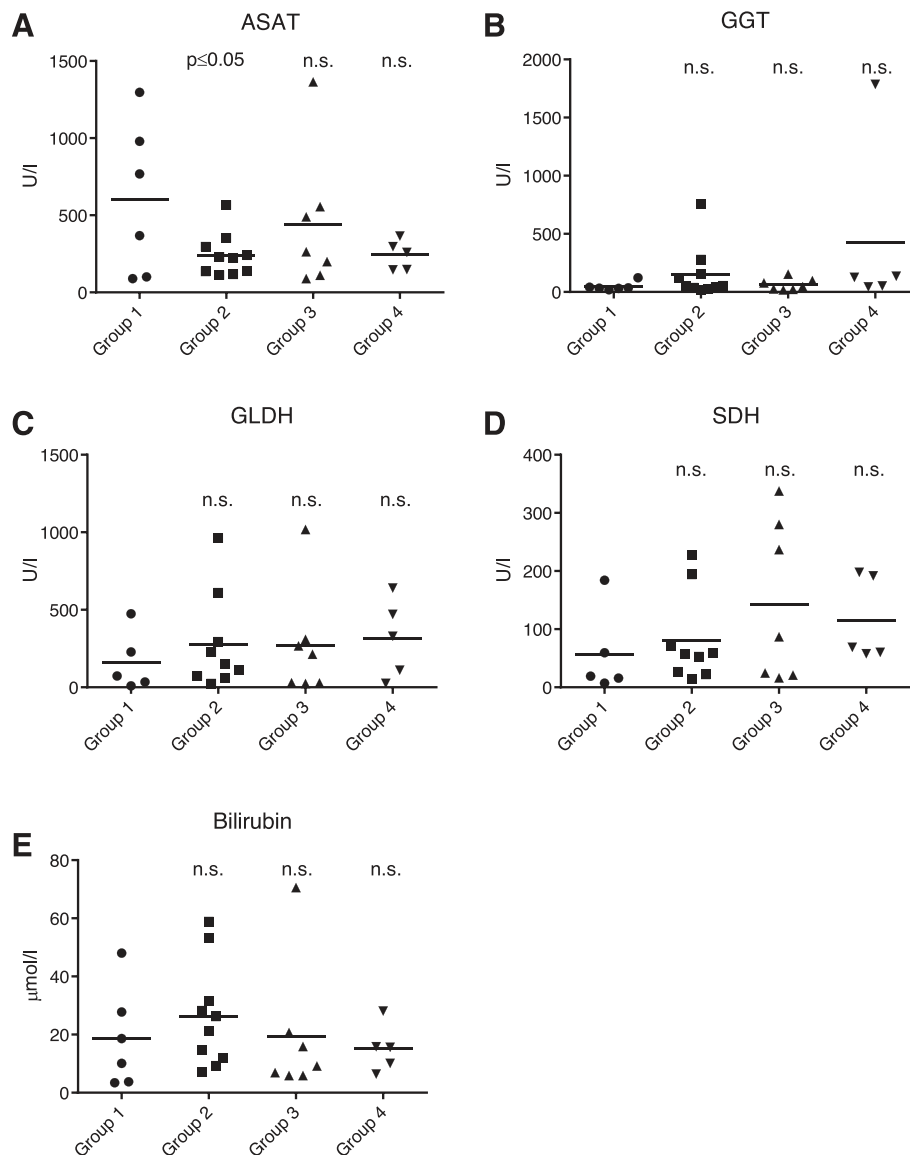 A
ASAT
1500
1000
500
0
U/l
p≤0.05
n.s.
n.s.
Group 1
Group 2
Group 3
Group 4
B
GGT
2000
1500
1000
500
0
U/l
n.s.
n.s.
n.s.
Group 1
Group 2
Group 3
Group 4
C
GLDH
1500
1000
500
0
U/l
n.s.
n.s.
n.s.
Group 1
Group 2
Group 3
Group 4
D
SDH
400
300
200
100
0
U/l
n.s.
n.s.
n.s.
Group 1
Group 2
Group 3
Group 4
E
Bilirubin
80
60
40
20
0
μmol/l
n.s.
n.s.
n.s.
Group 1
Group 2
Group 3
Group 4